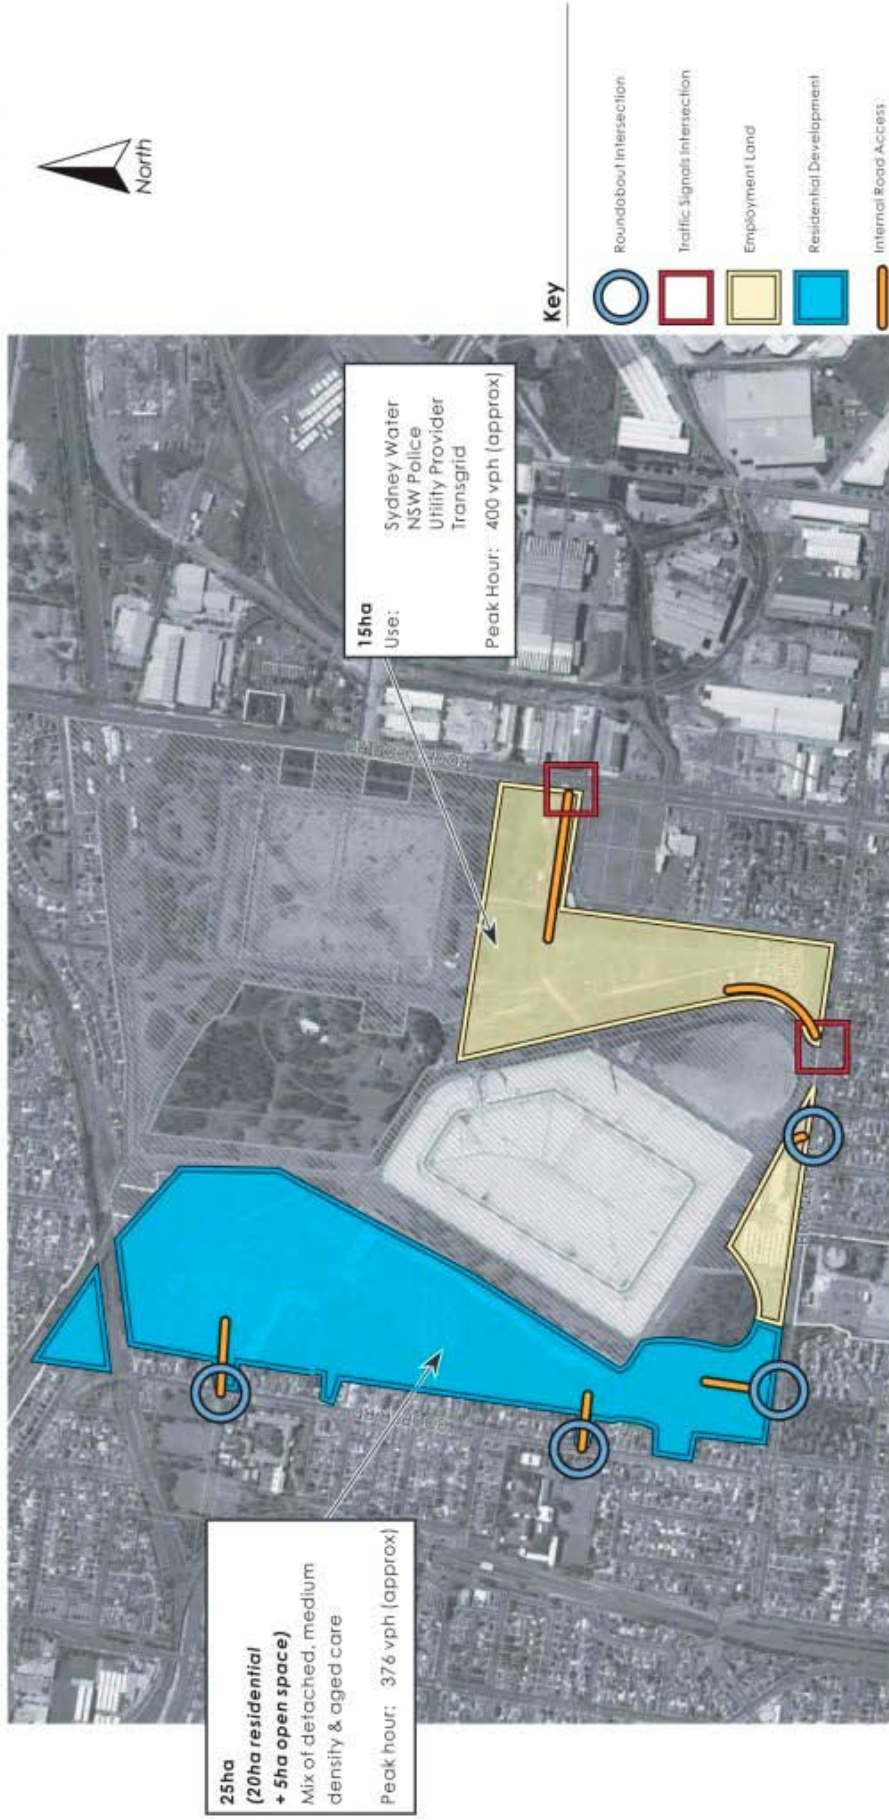 North
Key
Roundabout Intersection
Traffic Signals Intersection
Employment Land
Residential Development
Internal Road Access
15ha
Use: Sydney Water
NSW Police
Utility Provider
Transgrid
Peak Hour: 400 vph (approx)
25ha
(20ha residential
+ 5ha open space)
Mix of detached, medium
density & aged care
Peak hour: 376 vph (approx)